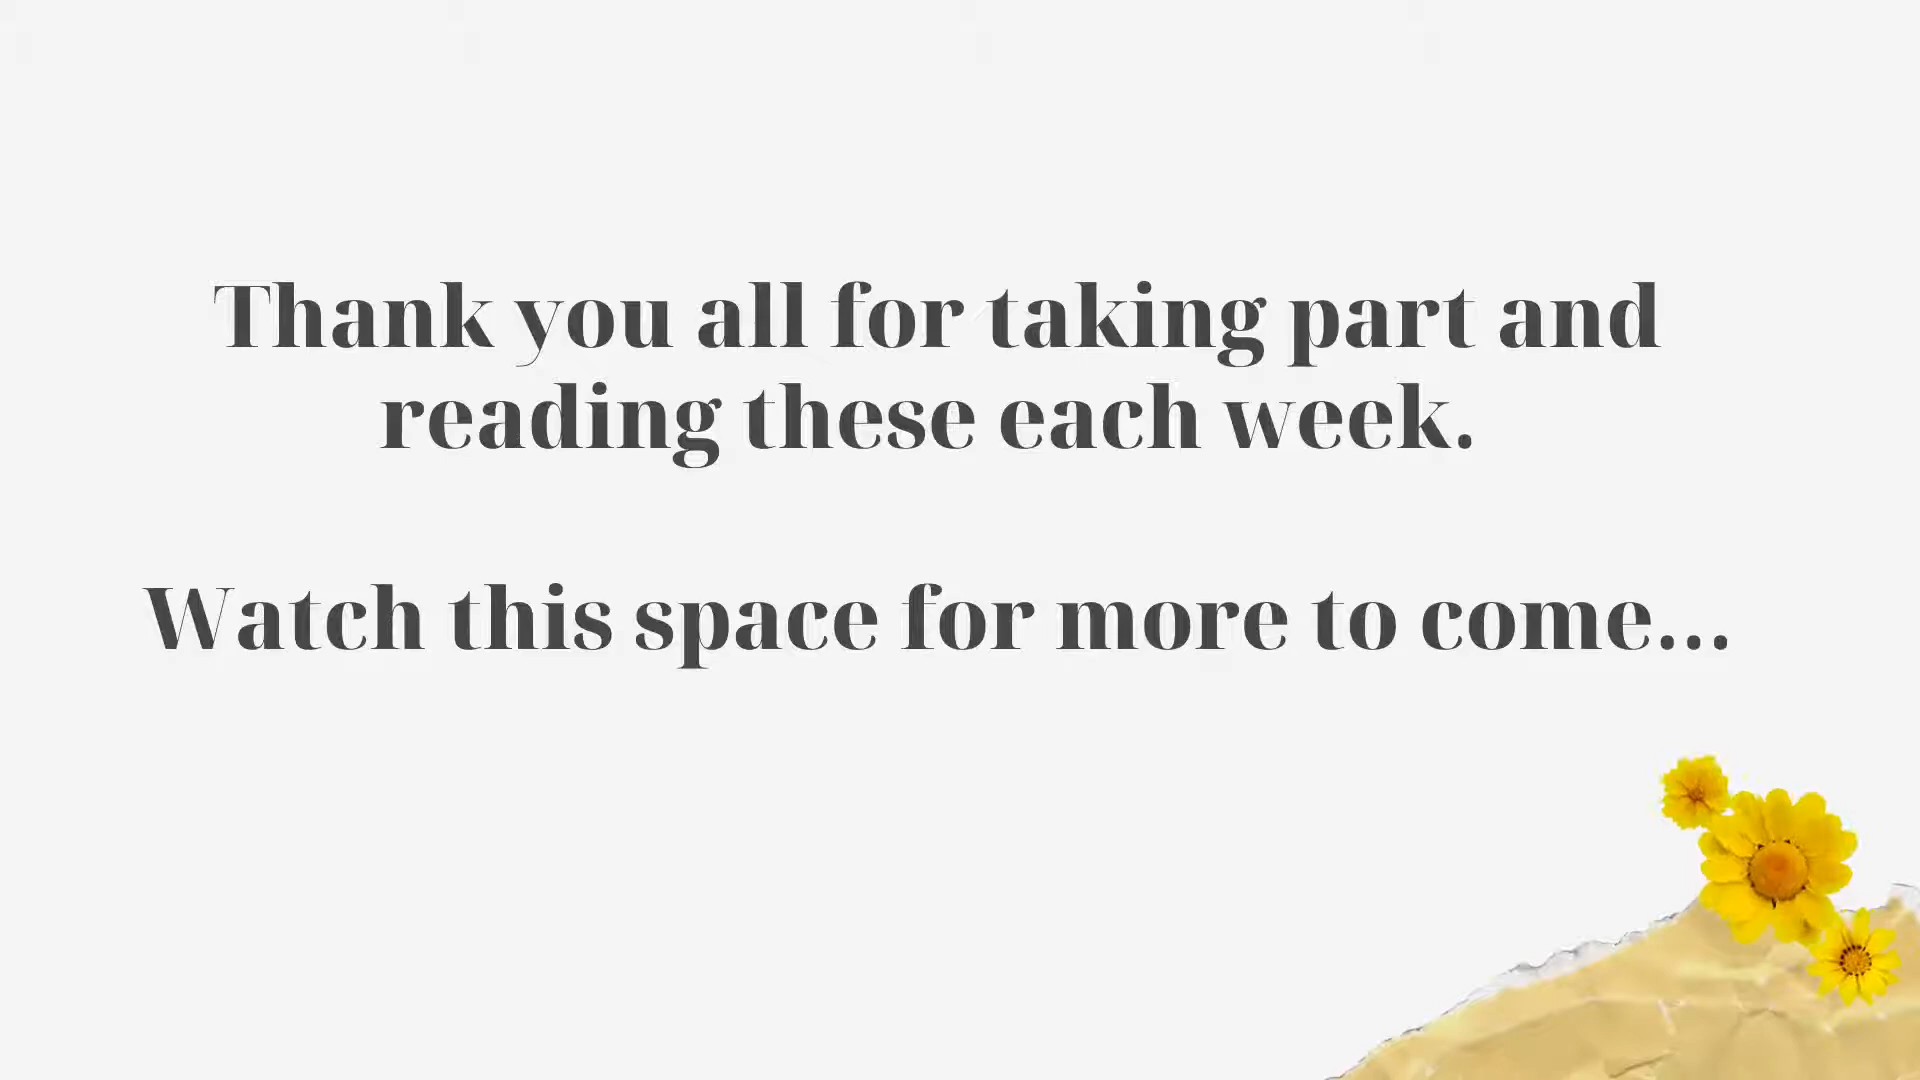 Thank you all for taking part and
reading these each week.
Watch this space for more to come...